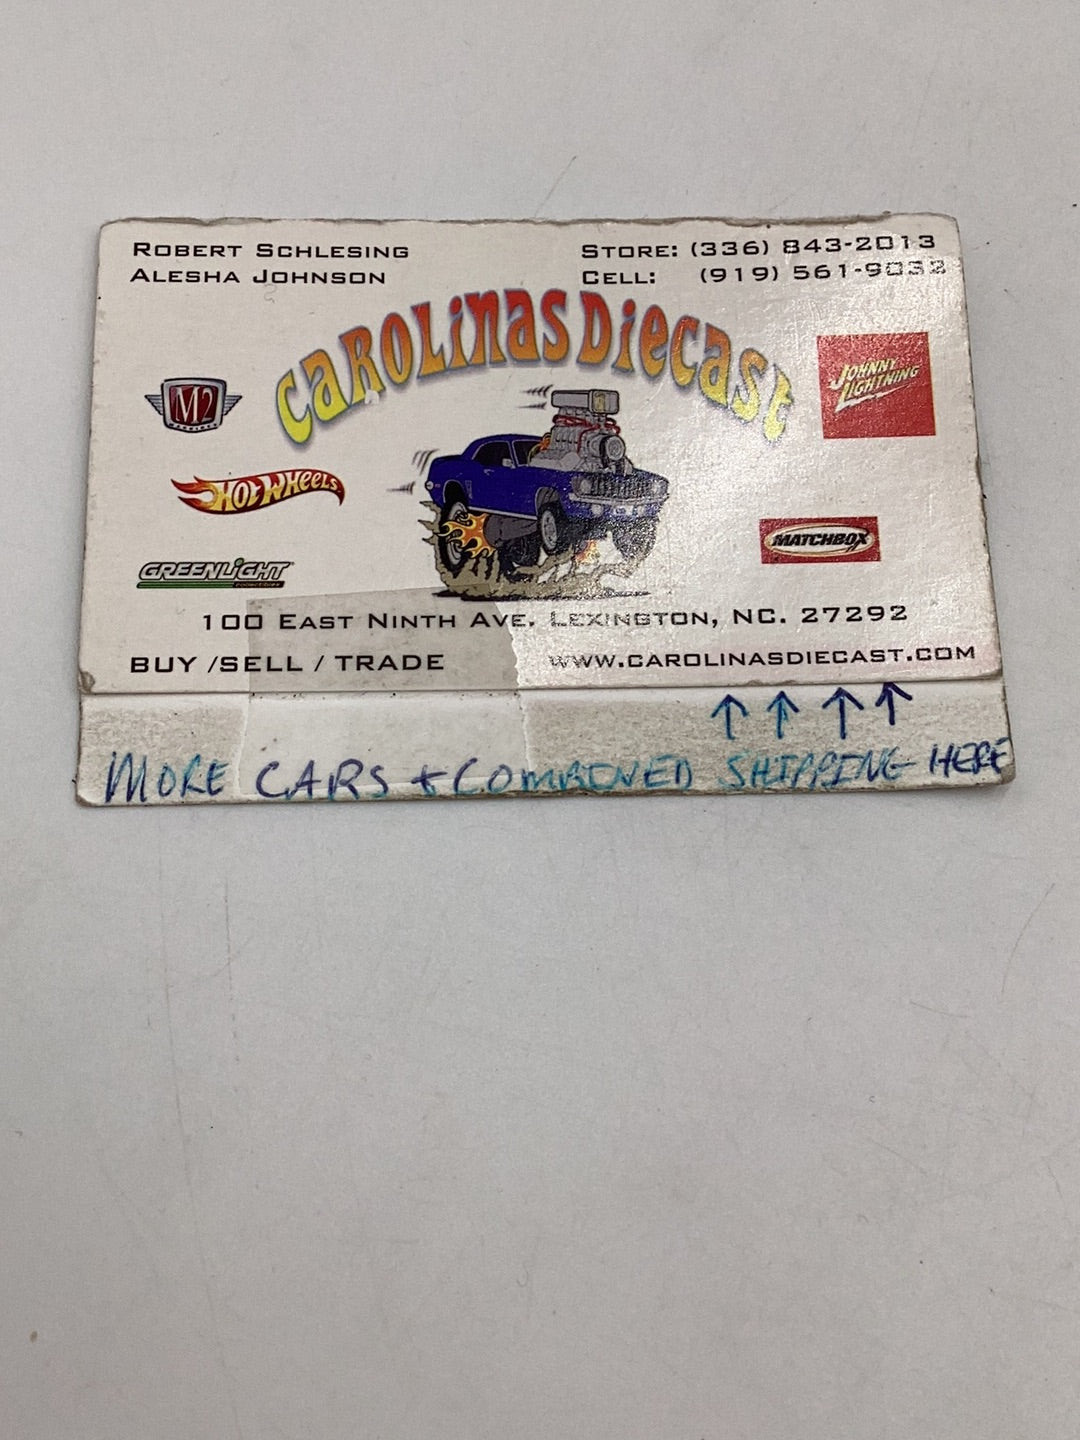 ROBERT SCHLESING
ALESHA JOHNSON
STORE: (336) 843-2013
CELL: (919) 561-9032
CAROLINAS DIECAST
M2
MACHINES
JOHNNY
LIGHTNING
HOT WHEELS
MATCHBOX
GREENLIGHT
COLLECTIBLES
100 EAST NINTH AVE. LEXINGTON, NC. 27292
BUY /SELL / TRADE
WWW.CAROLINASDIECAST.COM
MORE CARS + COMBINED SHIPPING HERE